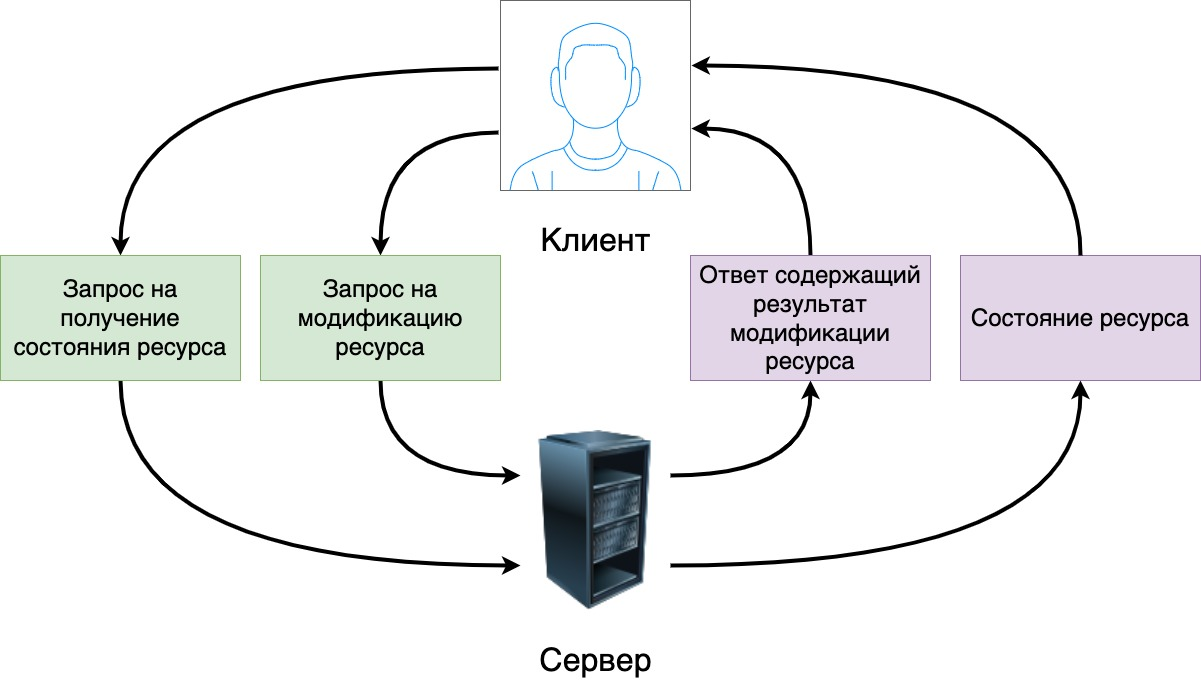 Клиент
Запрос на
получение
состояния ресурса
Запрос на
модификацию
ресурса
Ответ содержащий
результат
модификации
ресурса
Состояние ресурса
Сервер